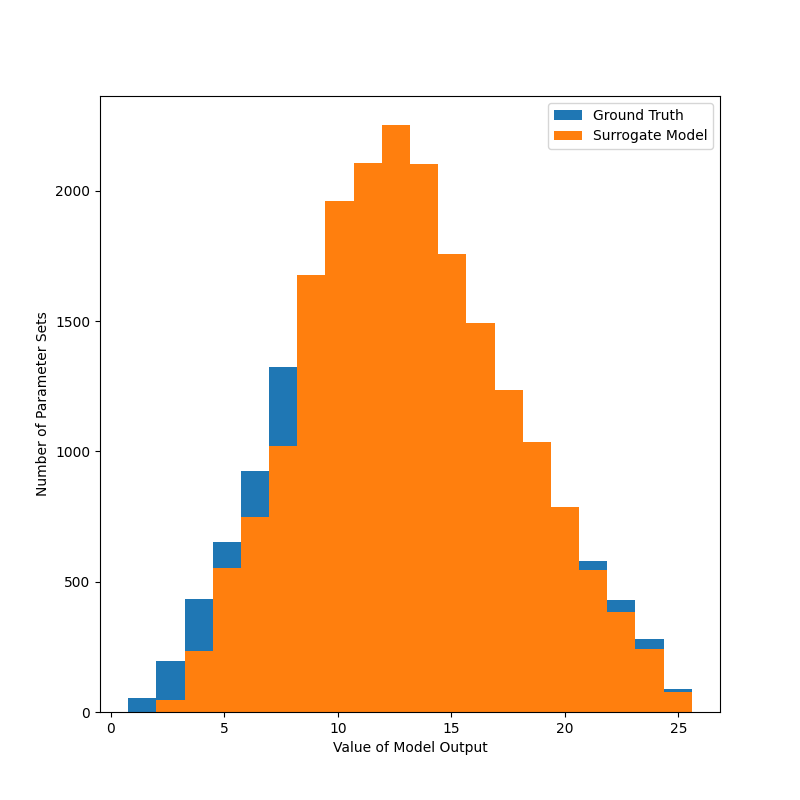 Ground Truth
Surrogate Model
Number of Parameter Sets
2000
1500
1000
500
0
0 5 10 15 20 25
Value of Model Output